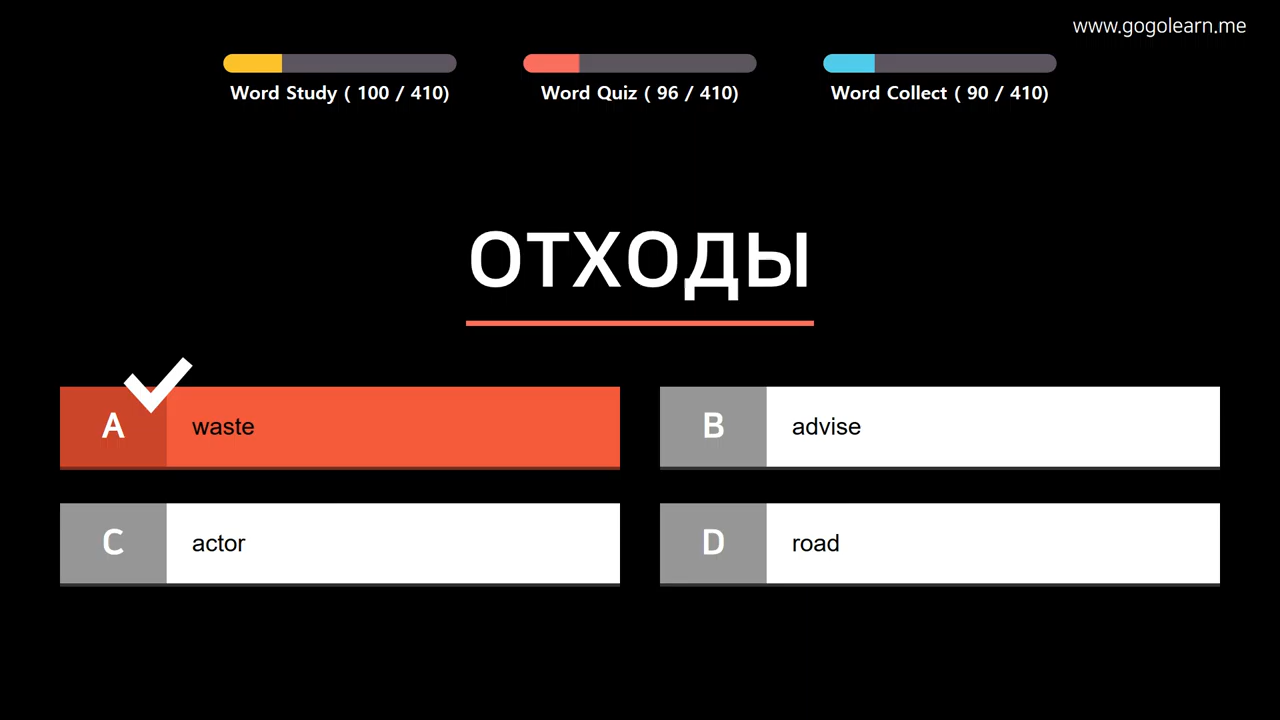 www.gogolearn.me
Word Study ( 100 / 410)
Word Quiz ( 96 / 410)
Word Collect ( 90 / 410)
ОТХОДЫ
A waste
B advise
C actor
D road